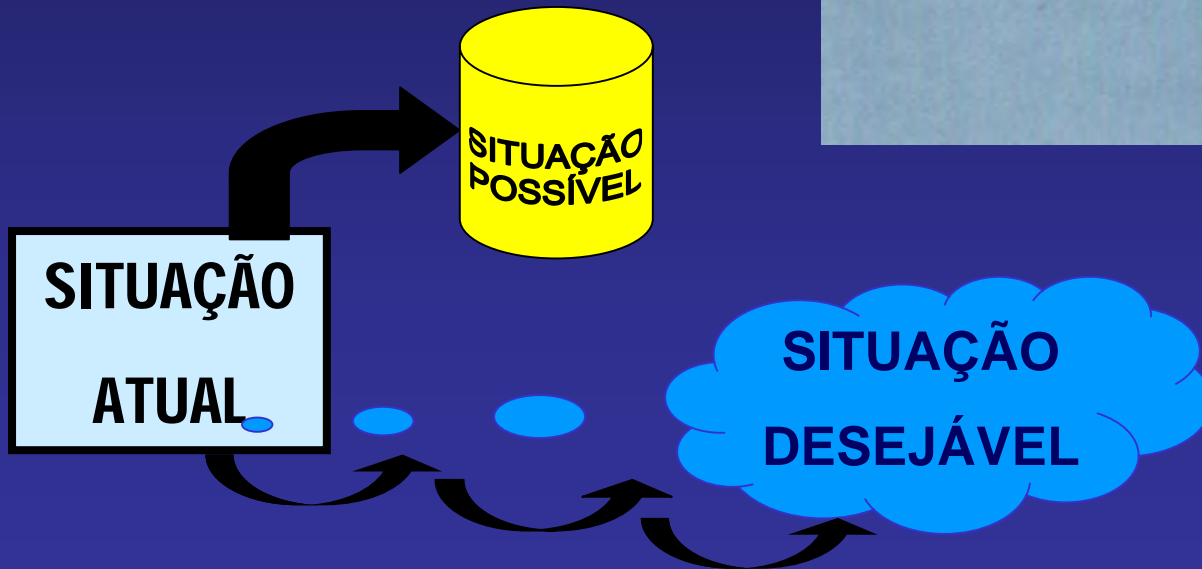 SITUAÇÃO
POSSÍVEL
SITUAÇÃO
ATUAL
SITUAÇÃO
DESEJÁVEL